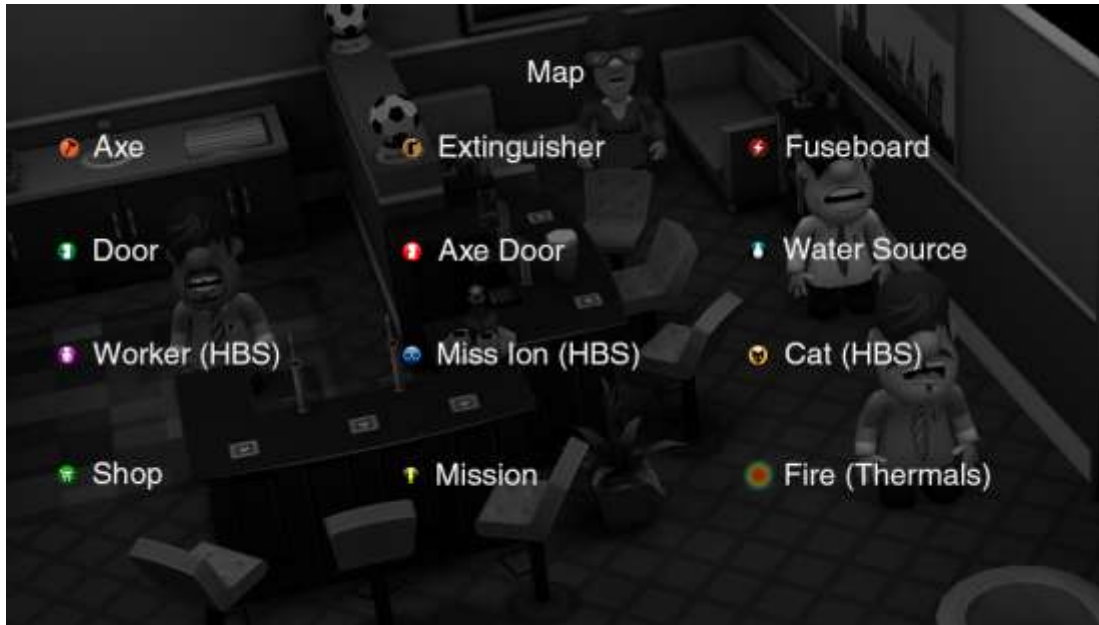 Map
Axe
Extinguisher
Fuseboard
Door
Axe Door
Water Source
Worker (HBS)
Miss Ion (HBS)
Cat (HBS)
Shop
Mission
Fire (Thermals)